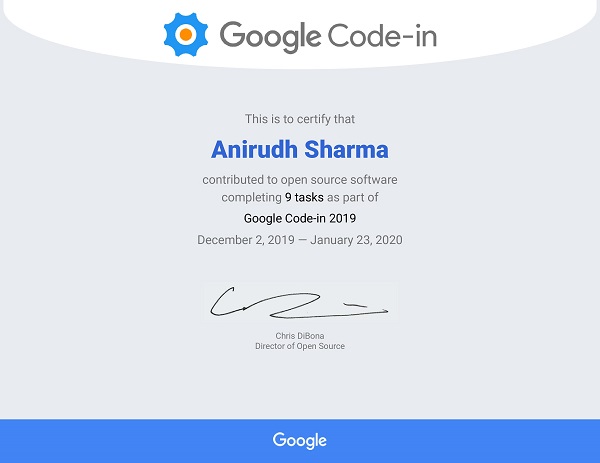 Google Code-in
This is to certify that
Anirudh Sharma
contributed to open source software
completing 9 tasks as part of
Google Code-in 2019
December 2, 2019 — January 23, 2020
Chris DiBona
Director of Open Source
Google